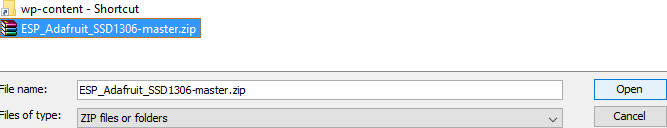 wp-content - Shortcut
ESP_Adafruit_SSD1306-master.zip
File name: ESP_Adafruit_SSD1306-master.zip Open
Files of type: ZIP files or folders Cancel